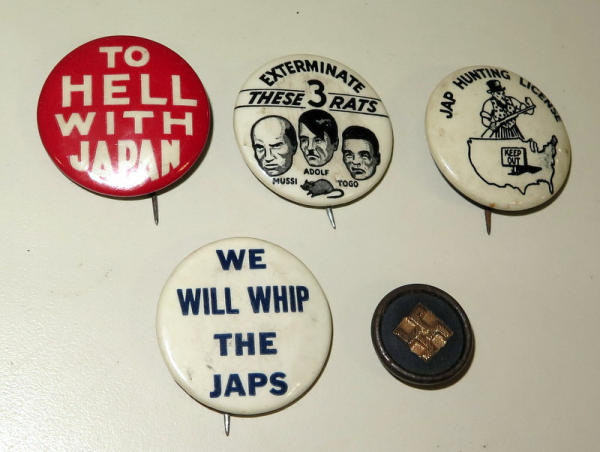 TO
HELL
WITH
JAPAN
EXTERMINATE
THESE 3 RATS
ADOLF
MUSSI TOGO
JAP HUNTING LICENSE
KEEP
OUT
WE
WILL WHIP
THE
JAPS